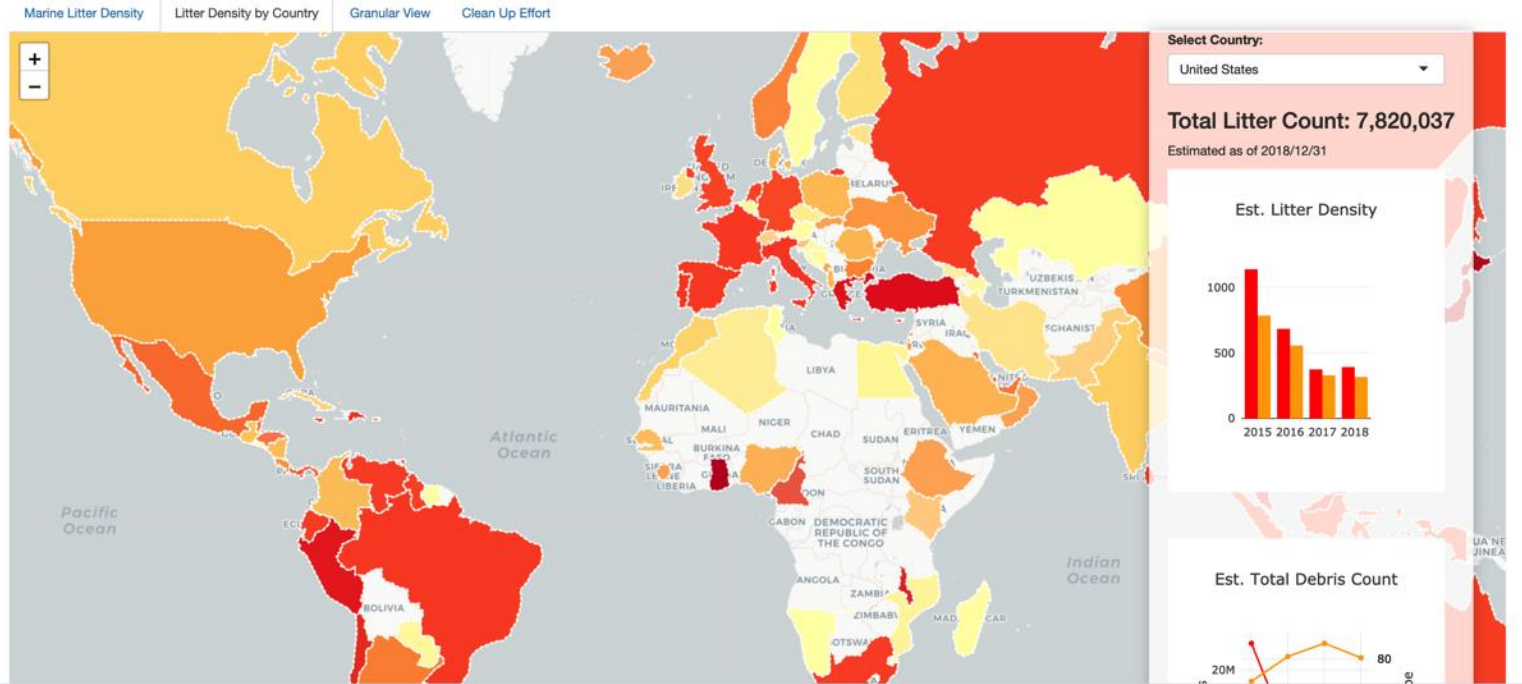 Marine Litter Density
Litter Density by Country
Granular View
Clean Up Effort
+
−
Select Country:
United States
Total Litter Count: 7,820,037
Estimated as of 2018/12/31
Est. Litter Density
1000
500
0
2015 2016 2017 2018
Est. Total Debris Count
20M
80
BELARUS
UZBEKIS
TURKMENISTAN
SYRIA
IRAQ
LIBYA
MAURITANIA
MALI
NIGER
CHAD
SUDAN
ERITREA
YEMEN
BURKINA
FASO
SOUTH
SUDAN
LIBERIA
GABON
DEMOCRATIC
REPUBLIC OF
THE CONGO
ANGOLA
ZAMBI
ZIMBAB
BOLIVIA
Atlantic
Ocean
Pacific
Ocean
Indian
Ocean